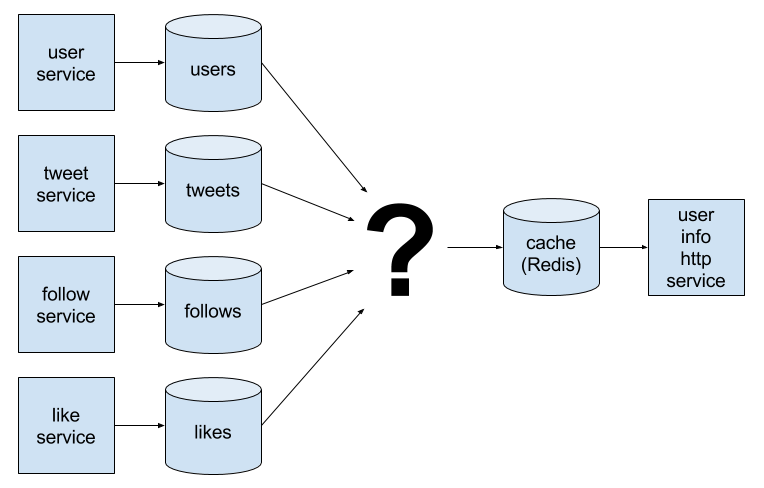 user
service
users
tweet
service
tweets
follow
service
follows
like
service
likes
?
cache
(Redis)
user
info
http
service